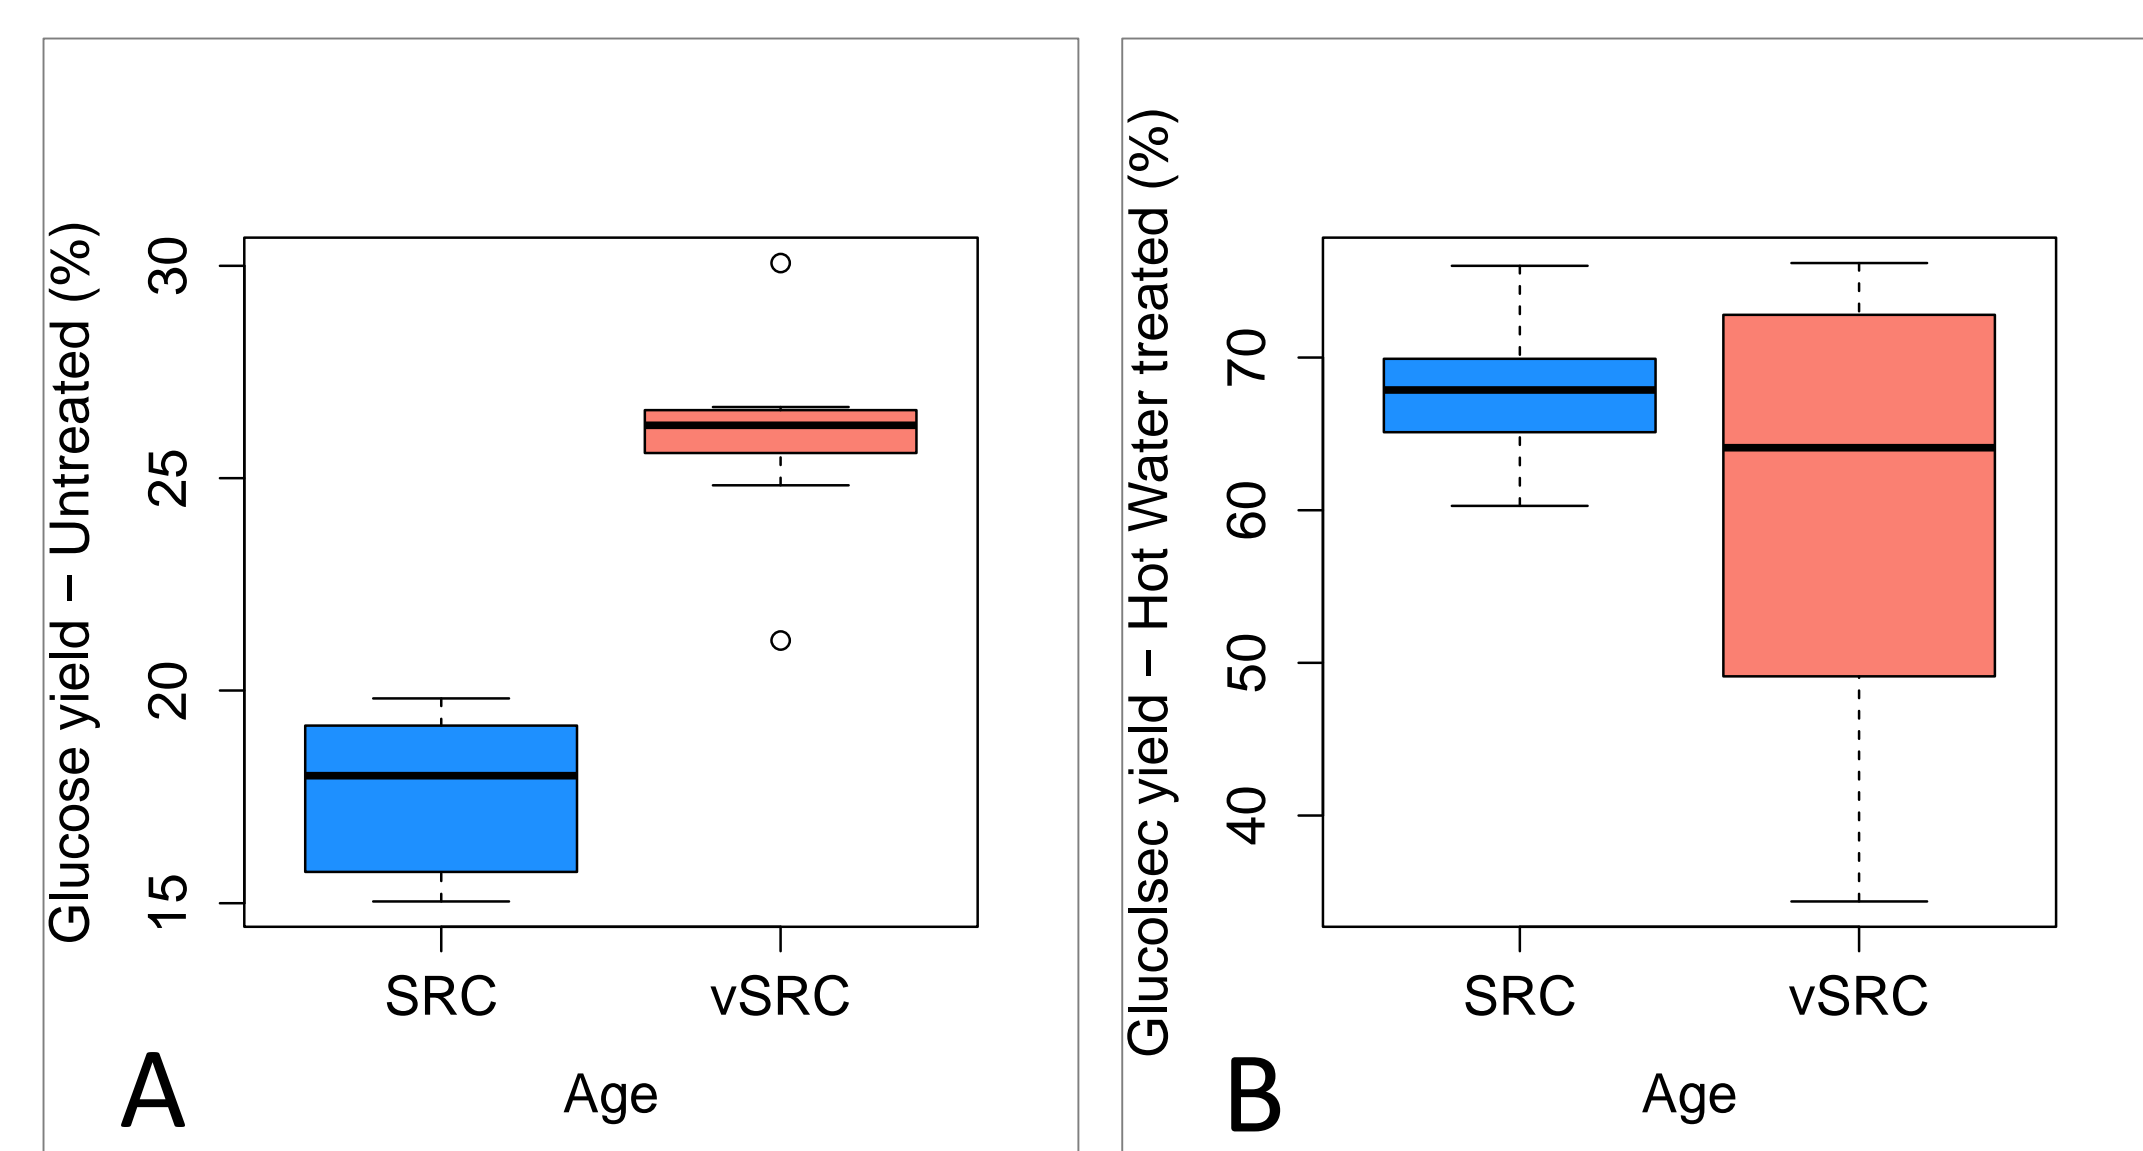 Glucose yield – Untreated (%)
30
25
20
15
SRC vSRC
Age
A
Glucolsec yield – Hot Water treated (%)
70
60
50
40
SRC vSRC
Age
B